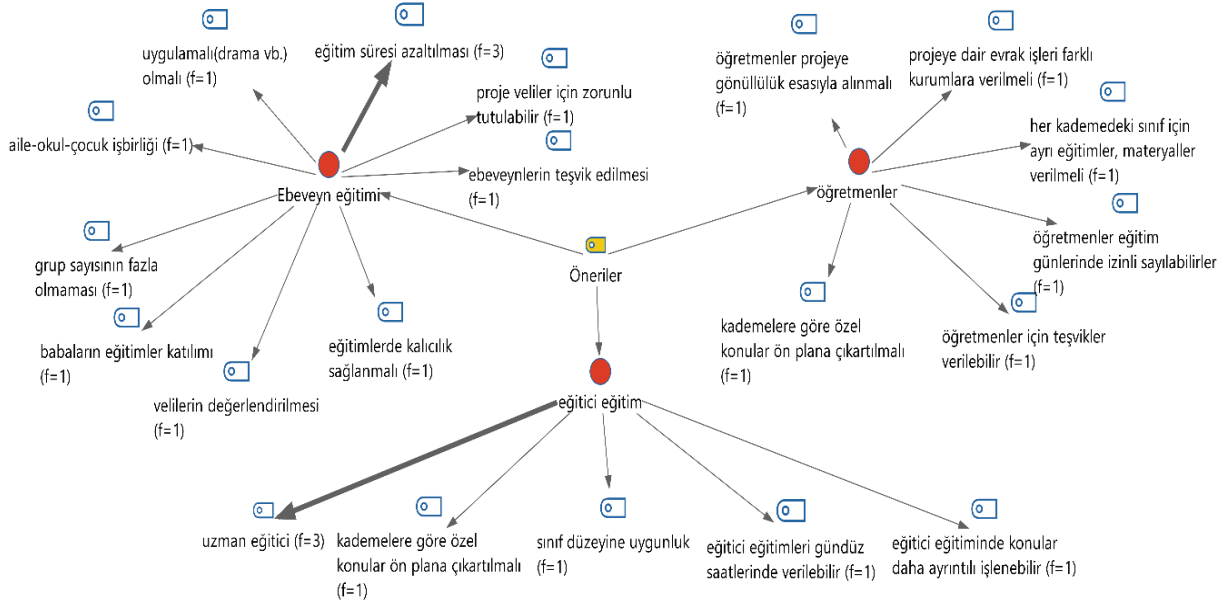 uygulamalı(drama vb.)
olmalı (f=1)
eğitim süresi azaltılması (f=3)
proje veliler için zorunlu
tutulabilir (f=1)
aile-okul-çocuk işbirliği (f=1)
ebeveynlerin teşvik edilmesi
(f=1)
Ebeveyn eğitimi
grup sayısının fazla
olmaması (f=1)
babaların eğitimler katılımı
(f=1)
velilerin değerlendirilmesi
(f=1)
eğitimlerde kalıcılık
sağlanmalı (f=1)
Öneriler
öğretmenler projeye
gönüllülük esasıyla alınmalı
(f=1)
projeye dair evrak işleri farklı
kurumlara verilmeli (f=1)
her kademedeki sınıf için
ayrı eğitimler, materyaller
verilmeli (f=1)
öğretmenler
öğretmenler eğitim
günlerinde izinli sayılabilirler
(f=1)
kademelere göre özel
konular ön plana çıkartılmalı
(f=1)
öğretmenler için teşvikler
verilebilir (f=1)
eğitici eğitim
uzman eğitici (f=3)
kademelere göre özel
konular ön plana çıkartılmalı
(f=1)
sınıf düzeyine uygunluk
(f=1)
eğitici eğitimleri gündüz
saatlerinde verilebilir (f=1)
eğitici eğitiminde konular
daha ayrıntılı işlenebilir (f=1)